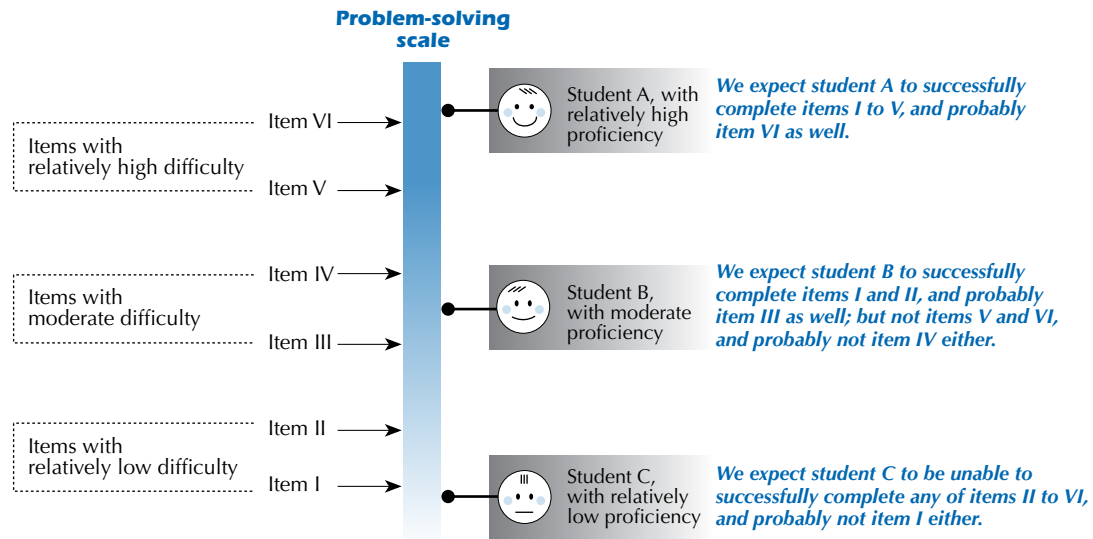 Problem-solving
scale
Item VI
Items with
relatively high difficulty
Item V
Student A, with
relatively high
proficiency
We expect student A to successfully
complete items I to V, and probably
item VI as well.
Item IV
Items with
moderate difficulty
Item III
Student B,
with moderate
proficiency
We expect student B to successfully
complete items I and II, and probably
item III as well; but not items V and VI,
and probably not item IV either.
Item II
Items with
relatively low difficulty
Item I
Student C,
with relatively
low proficiency
We expect student C to be unable to
successfully complete any of items II to VI,
and probably not item I either.